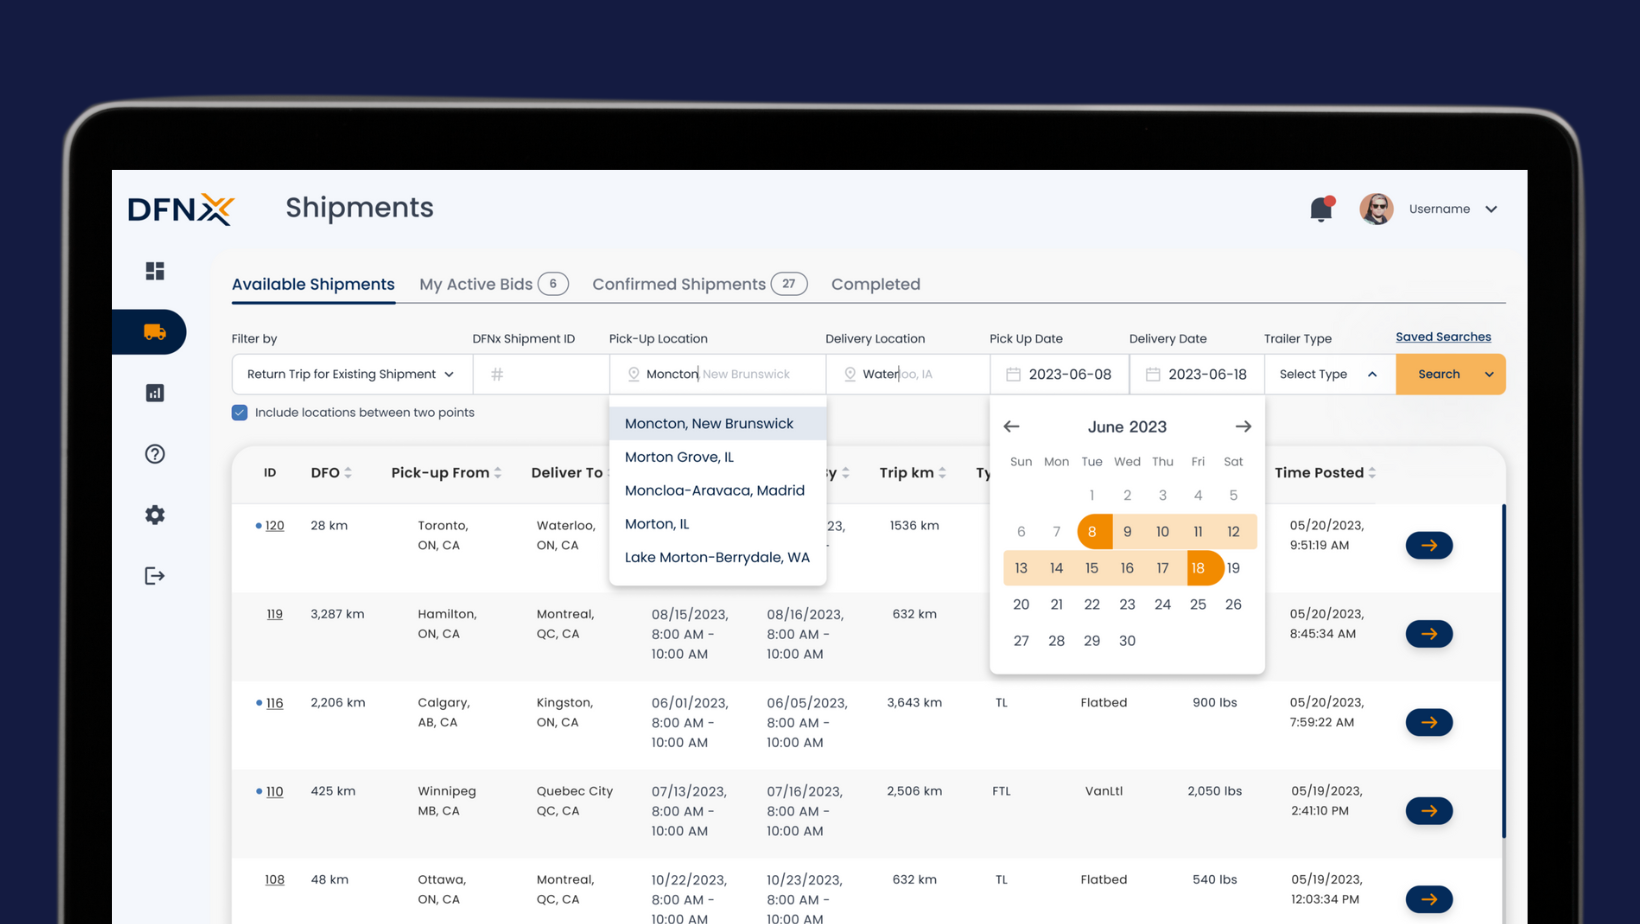 DFNX
Shipments
Username
Available Shipments
My Active Bids 6
Confirmed Shipments 27
Completed
Filter by
DFNx Shipment ID
Pick-Up Location
Delivery Location
Pick Up Date
Delivery Date
Trailer Type
Saved Searches
Return Trip for Existing Shipment
#
Moncton, New Brunswick
Waterloo, IA
2023-06-08
2023-06-18
Select Type
Search
Include locations between two points
Moncton, New Brunswick
Morton Grove, IL
Moncloa-Aravaca, Madrid
Morton, IL
Lake Morton-Berrydale, WA
June 2023
Sun Mon Tue Wed Thu Fri Sat
1 2 3 4 5
6 7 8 9 10 11 12
13 14 15 16 17 18 19
20 21 22 23 24 25 26
27 28 29 30
ID DFO Pick-up From Deliver To Trip km Time Posted
120 28 km Toronto, Waterloo, 23, 1536 km 05/20/2023,
ON, CA ON, CA 9:51:19 AM
119 3,287 km Hamilton, Montreal, 08/15/2023, 08/16/2023, 632 km 05/20/2023,
ON, CA QC, CA 8:00 AM - 8:00 AM - 8:45:34 AM
10:00 AM 10:00 AM
116 2,206 km Calgary, Kingston, 06/01/2023, 06/05/2023, 3,643 km TL Flatbed 900 lbs 05/20/2023,
AB, CA ON, CA 8:00 AM - 8:00 AM - 7:59:22 AM
10:00 AM 10:00 AM
110 425 km Winnipeg Quebec City 07/13/2023, 07/16/2023, 2,506 km FTL VanLtl 2,050 lbs 05/19/2023,
MB, CA QC, CA 8:00 AM - 8:00 AM - 2:41:10 PM
10:00 AM 10:00 AM
108 48 km Ottawa, Montreal, 10/22/2023, 10/23/2023, 632 km TL Flatbed 540 lbs 05/19/2023,
ON, CA QC, CA 8:00 AM - 8:00 AM - 12:03:34 PM
10:00 AM 10:00 AM